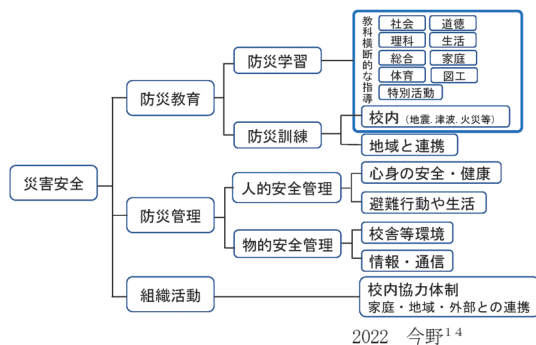 災害安全
防災教育
防災学習
教科横断的な指導
社会 道徳
理科 生活
総合 家庭
体育 図工
特別活動
防災訓練
校内（地震．津波．火災等）
地域と連携
防災管理
人的安全管理
心身の安全・健康
避難行動や生活
物的安全管理
校舎等環境
情報・通信
組織活動
校内協力体制
家庭・地域・外部との連携
2022 今野14